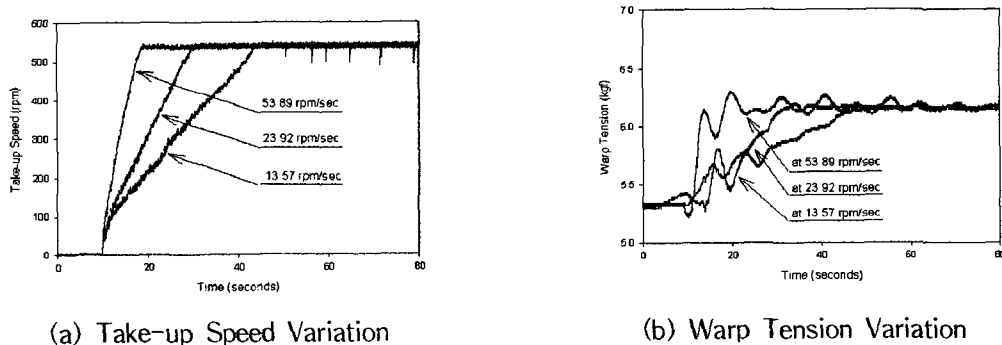 600
500
400
300
200
100
0
Take-up Speed (rpm)
53 89 rpm/sec
23 92 rpm/sec
13 57 rpm/sec
0
20
40
60
80
Time (seconds)
(a) Take-up Speed Variation
7.0
6.5
6.0
5.5
5.0
Warp Tension (kgf)
at 53 89 rpm/sec
at 23 92 rpm/sec
at 13 57 rpm/sec
0
20
40
60
80
Time (seconds)
(b) Warp Tension Variation